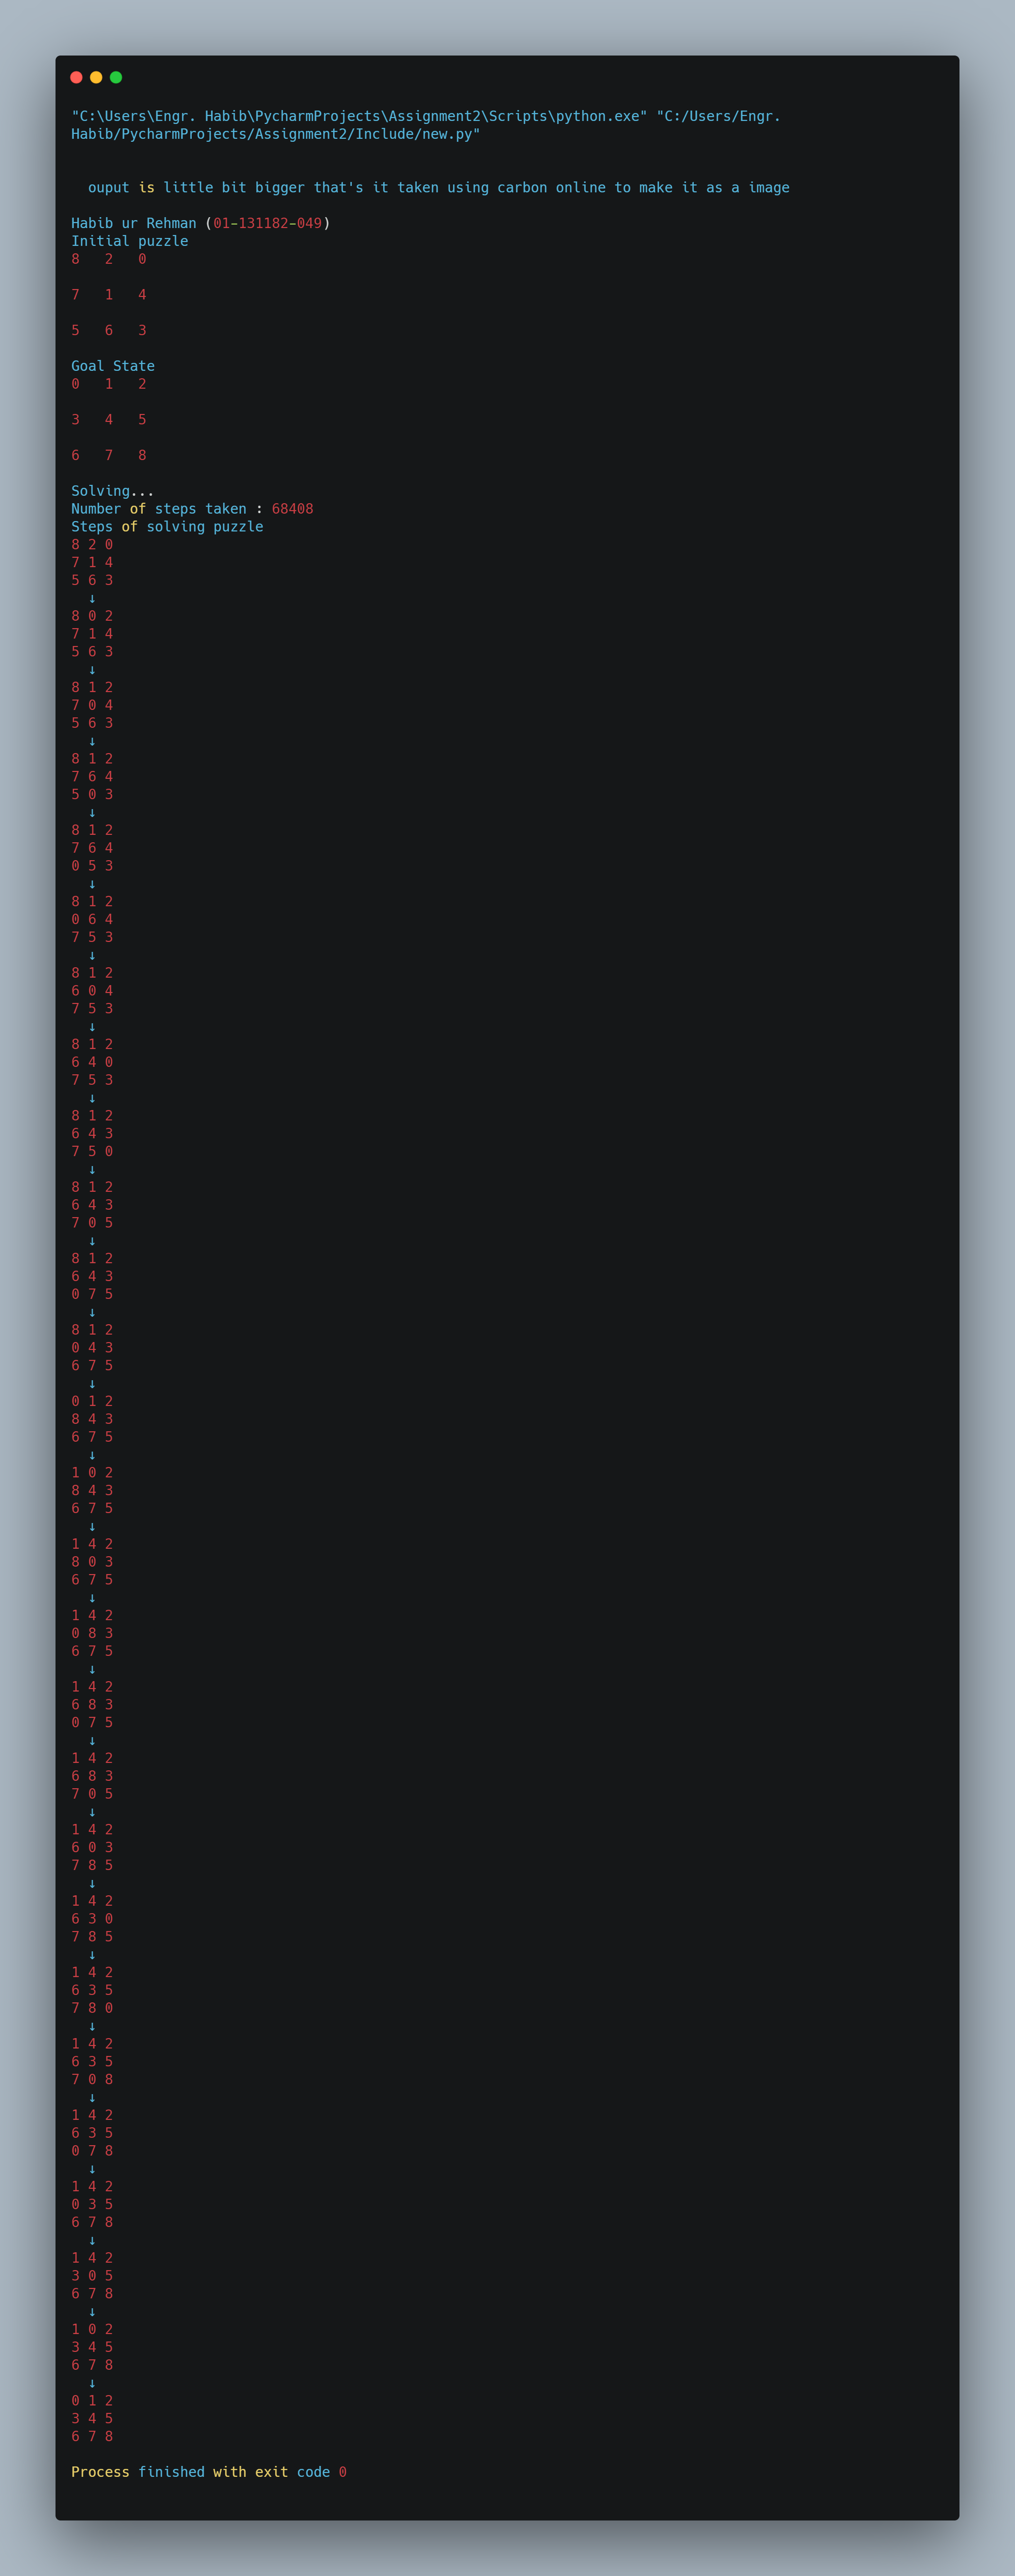 "C:\Users\Engr. Habib\PycharmProjects\Assignment2\Scripts\python.exe" "C:/Users/Engr.
Habib/PycharmProjects/Assignment2/Include/new.py"
ouput is little bit bigger that's it taken using carbon online to make it as a image
Habib ur Rehman (01-131182-049)
Initial puzzle
8 2 0
7 1 4
5 6 3
Goal State
0 1 2
3 4 5
6 7 8
Solving...
Number of steps taken : 68408
Steps of solving puzzle
8 2 0
7 1 4
5 6 3
↓
8 0 2
7 1 4
5 6 3
↓
8 1 2
7 0 4
5 6 3
↓
8 1 2
7 6 4
5 0 3
↓
8 1 2
7 6 4
0 5 3
↓
8 1 2
0 6 4
7 5 3
↓
8 1 2
6 0 4
7 5 3
↓
8 1 2
6 4 0
7 5 3
↓
8 1 2
6 4 3
7 5 0
↓
8 1 2
6 4 3
7 0 5
↓
8 1 2
6 4 3
0 7 5
↓
8 1 2
0 4 3
6 7 5
↓
0 1 2
8 4 3
6 7 5
↓
1 0 2
8 4 3
6 7 5
↓
1 4 2
8 0 3
6 7 5
↓
1 4 2
0 8 3
6 7 5
↓
1 4 2
6 8 3
0 7 5
↓
1 4 2
6 8 3
7 0 5
↓
1 4 2
6 0 3
7 8 5
↓
1 4 2
6 3 0
7 8 5
↓
1 4 2
6 3 5
7 8 0
↓
1 4 2
6 3 5
7 0 8
↓
1 4 2
6 3 5
0 7 8
↓
1 4 2
0 3 5
6 7 8
↓
1 4 2
3 0 5
6 7 8
↓
1 0 2
3 4 5
6 7 8
↓
0 1 2
3 4 5
6 7 8
Process finished with exit code 0